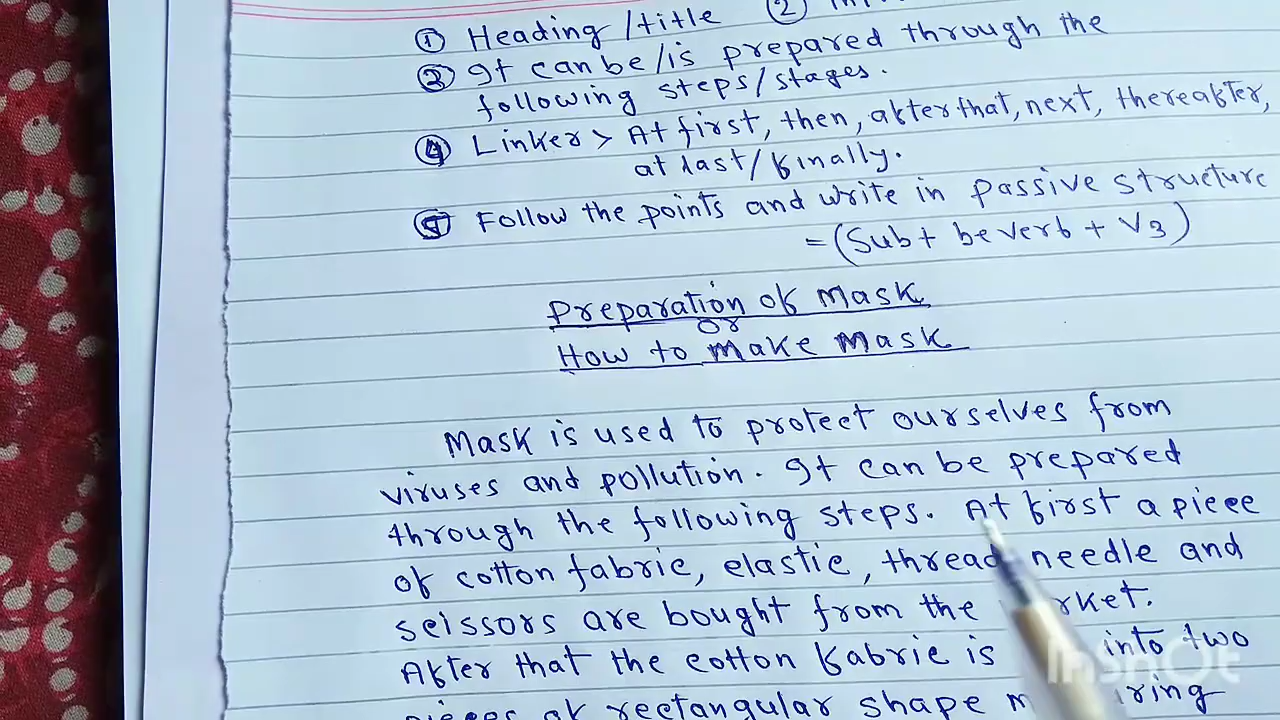 ① Heading/title ②
③ It can be/is prepared through the
following steps/stages.
④ Linker > At first, then, after that, next, thereafter,
at last/finally.
⑤ Follow the points and write in passive structure
= (Sub + be verb + V3)
Preparation of Mask
or
How to make Mask
Mask is used to protect ourselves from
viruses and pollution. It can be prepared
through the following steps. At first a piece
of cotton fabric, elastic, thread needle and
scissors are bought from the market.
After that the cotton fabric is into two
pieces of rectangular shape
InShOt